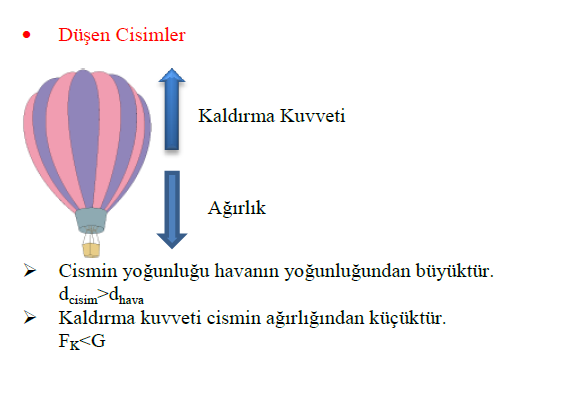 • Düşen Cisimler
Kaldırma Kuvveti
Ağırlık
➢ Cismin yoğunluğu havanın yoğunluğundan büyüktür.
dcisim>dhava
➢ Kaldırma kuvveti cismin ağırlığından küçüktür.
FK<G